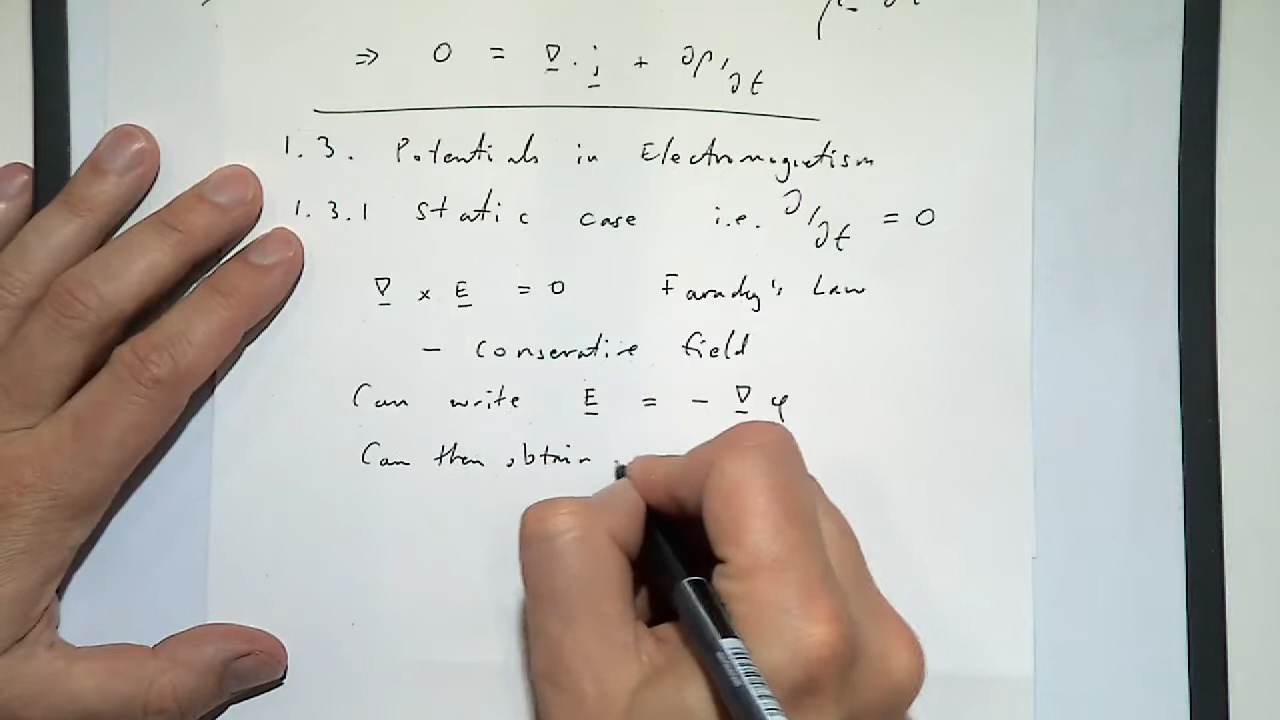 ⇒ 0 = ∇ · j + ∂ρ/∂t
1.3. Potentials in Electromagnetism
1.3.1 Static case i.e. ∂/∂t = 0
∇ × E = 0 Faraday's Law
- conservative field
Can write E = - ∇ φ
Can then obtain